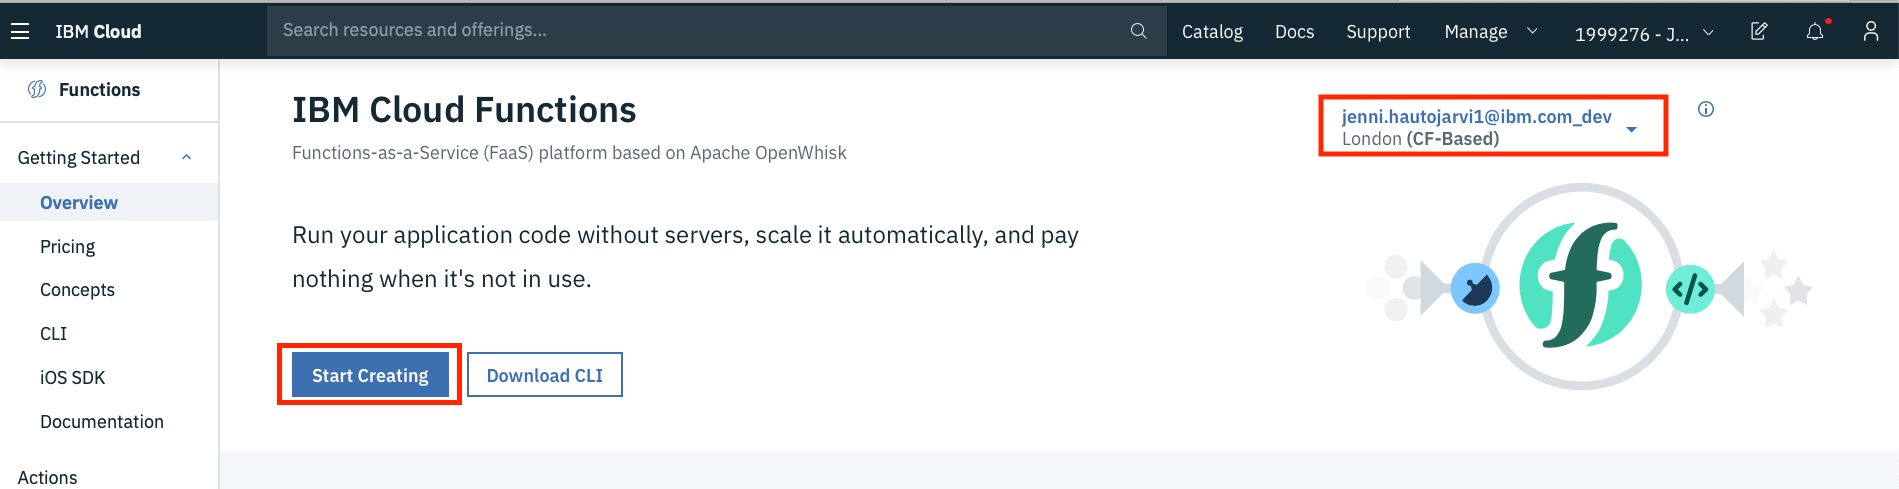 IBM Cloud
Search resources and offerings...
Catalog
Docs
Support
Manage
1999276 - J...
Functions
Getting Started
Overview
Pricing
Concepts
CLI
iOS SDK
Documentation
Actions
IBM Cloud Functions
Functions-as-a-Service (FaaS) platform based on Apache OpenWhisk
jenni.hautojarvi1@ibm.com_dev
London (CF-Based)
Run your application code without servers, scale it automatically, and pay
nothing when it's not in use.
Start Creating
Download CLI
f
</>